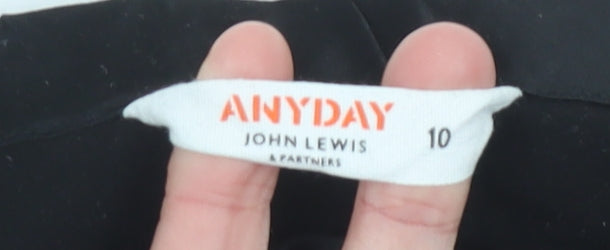 ANYDAY
JOHN LEWIS
& PARTNERS
10